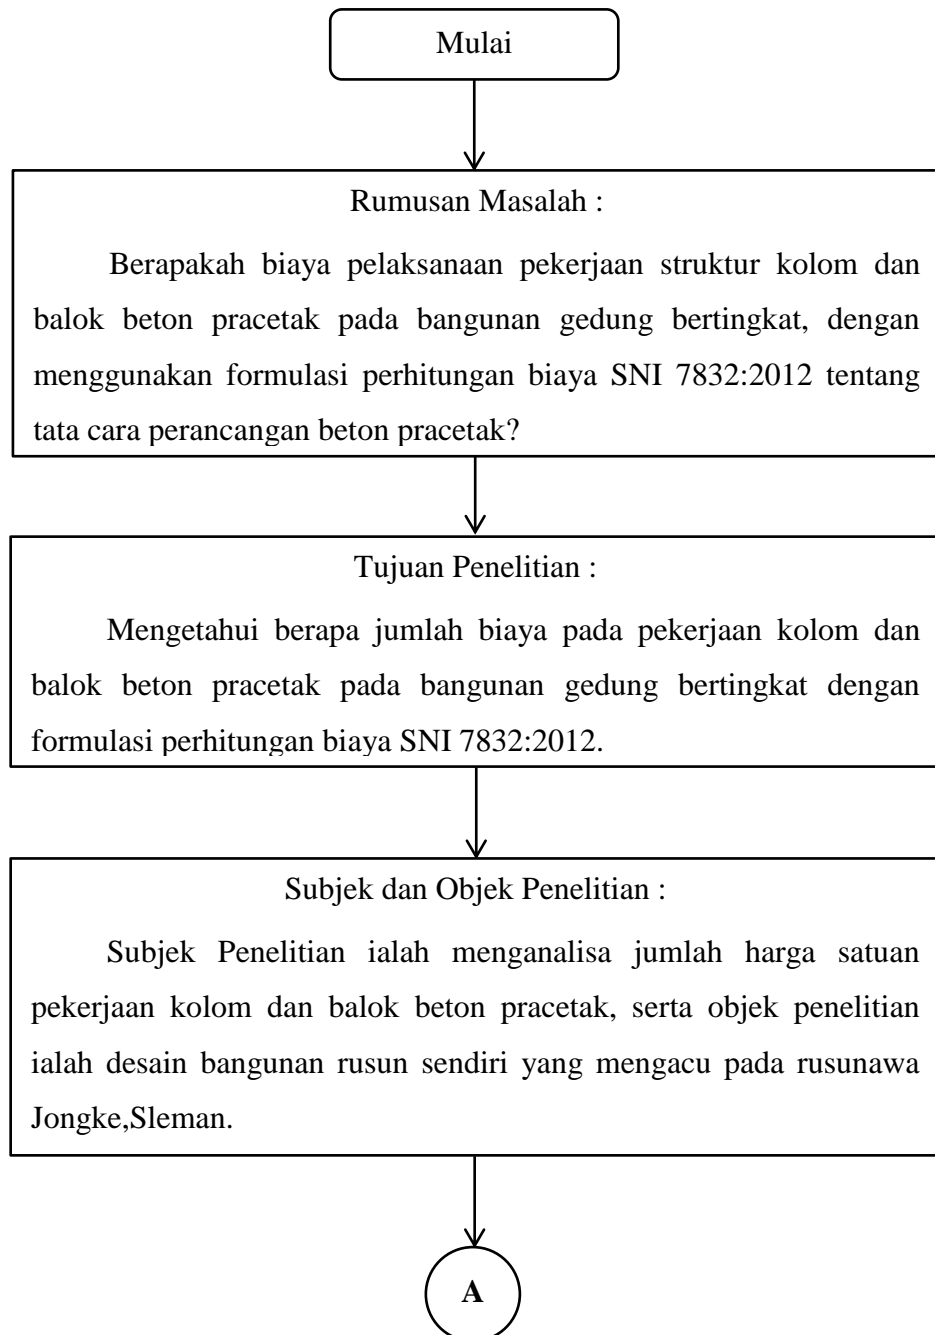 Mulai
Rumusan Masalah :
Berapakah biaya pelaksanaan pekerjaan struktur kolom dan
balok beton pracetak pada bangunan gedung bertingkat, dengan
menggunakan formulasi perhitungan biaya SNI 7832:2012 tentang
tata cara perancangan beton pracetak?
Tujuan Penelitian :
Mengetahui berapa jumlah biaya pada pekerjaan kolom dan
balok beton pracetak pada bangunan gedung bertingkat dengan
formulasi perhitungan biaya SNI 7832:2012.
Subjek dan Objek Penelitian :
Subjek Penelitian ialah menganalisa jumlah harga satuan
pekerjaan kolom dan balok beton pracetak, serta objek penelitian
ialah desain bangunan rusun sendiri yang mengacu pada rusunawa
Jongke,Sleman.
A